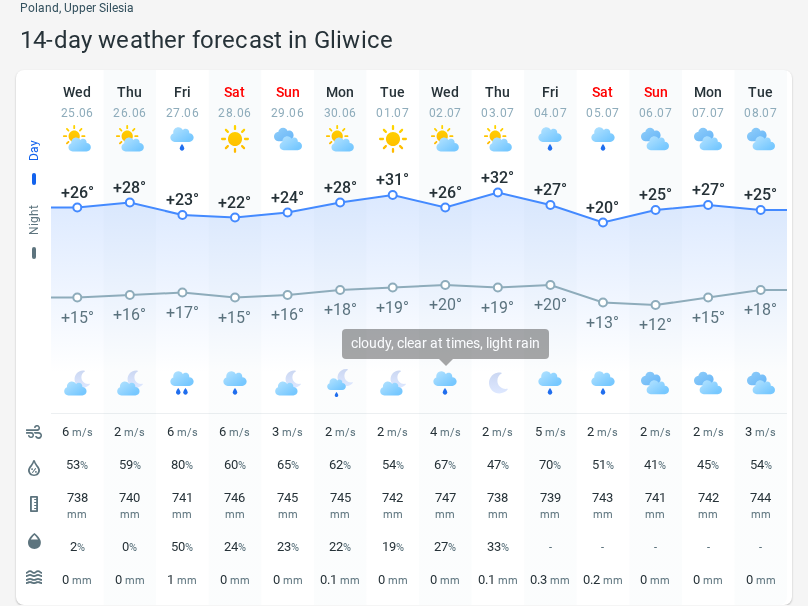 Poland, Upper Silesia
14-day weather forecast in Gliwice
Wed Thu Fri Sat Sun Mon Tue Wed Thu Fri Sat Sun Mon Tue
25.06 26.06 27.06 28.06 29.06 30.06 01.07 02.07 03.07 04.07 05.07 06.07 07.07 08.07
Day
+26° +28° +23° +22° +24° +28° +31° +26° +32° +27° +20° +25° +27° +25°
Night
+15° +16° +17° +15° +16° +18° +19° +20° +19° +20° +13° +12° +15° +18°
cloudy, clear at times, light rain
6 m/s 2 m/s 6 m/s 6 m/s 3 m/s 2 m/s 2 m/s 4 m/s 2 m/s 5 m/s 2 m/s 2 m/s 2 m/s 3 m/s
53% 59% 80% 60% 65% 62% 54% 67% 47% 70% 51% 41% 45% 54%
738 740 741 746 745 745 742 747 738 739 743 741 742 744
mm mm mm mm mm mm mm mm mm mm mm mm mm mm
2% 0% 50% 24% 23% 22% 19% 27% 33% - - - - -
0 mm 0 mm 1 mm 0 mm 0 mm 0.1 mm 0 mm 0 mm 0.1 mm 0.3 mm 0.2 mm 0 mm 0 mm 0 mm